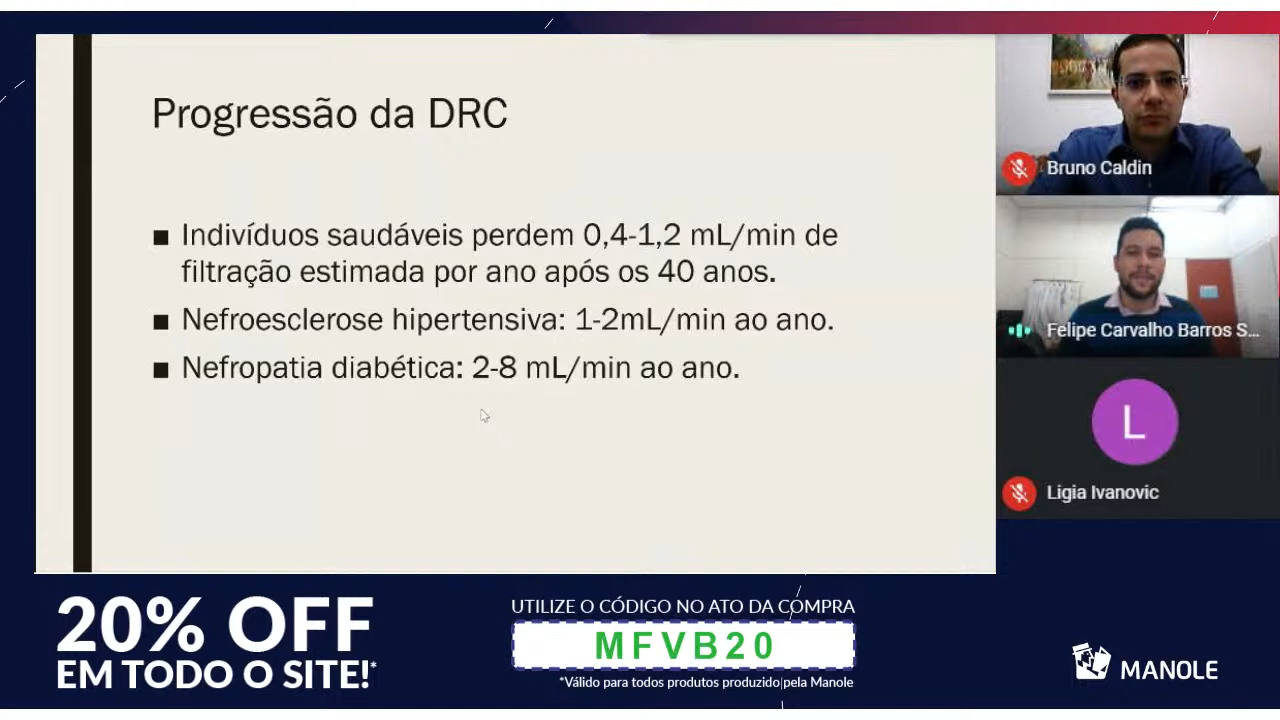 Progressão da DRC
■ Indivíduos saudáveis perdem 0,4-1,2 mL/min de
filtração estimada por ano após os 40 anos.
■ Nefroesclerose hipertensiva: 1-2mL/min ao ano.
■ Nefropatia diabética: 2-8 mL/min ao ano.
Bruno Caldin
Felipe Carvalho Barros S...
L
Ligia Ivanovic
20% OFF
EM TODO O SITE!*
UTILIZE O CÓDIGO NO ATO DA COMPRA
MFVB20
*Válido para todos produtos produzido pela Manole
MANOLE